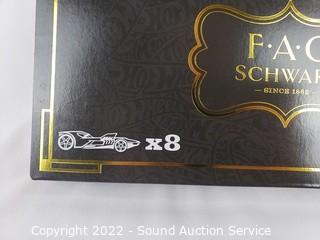 F·A·O
SCHWAR
— SINCE 1862 —
x8
Copyright 2022 - Sound Auction Service